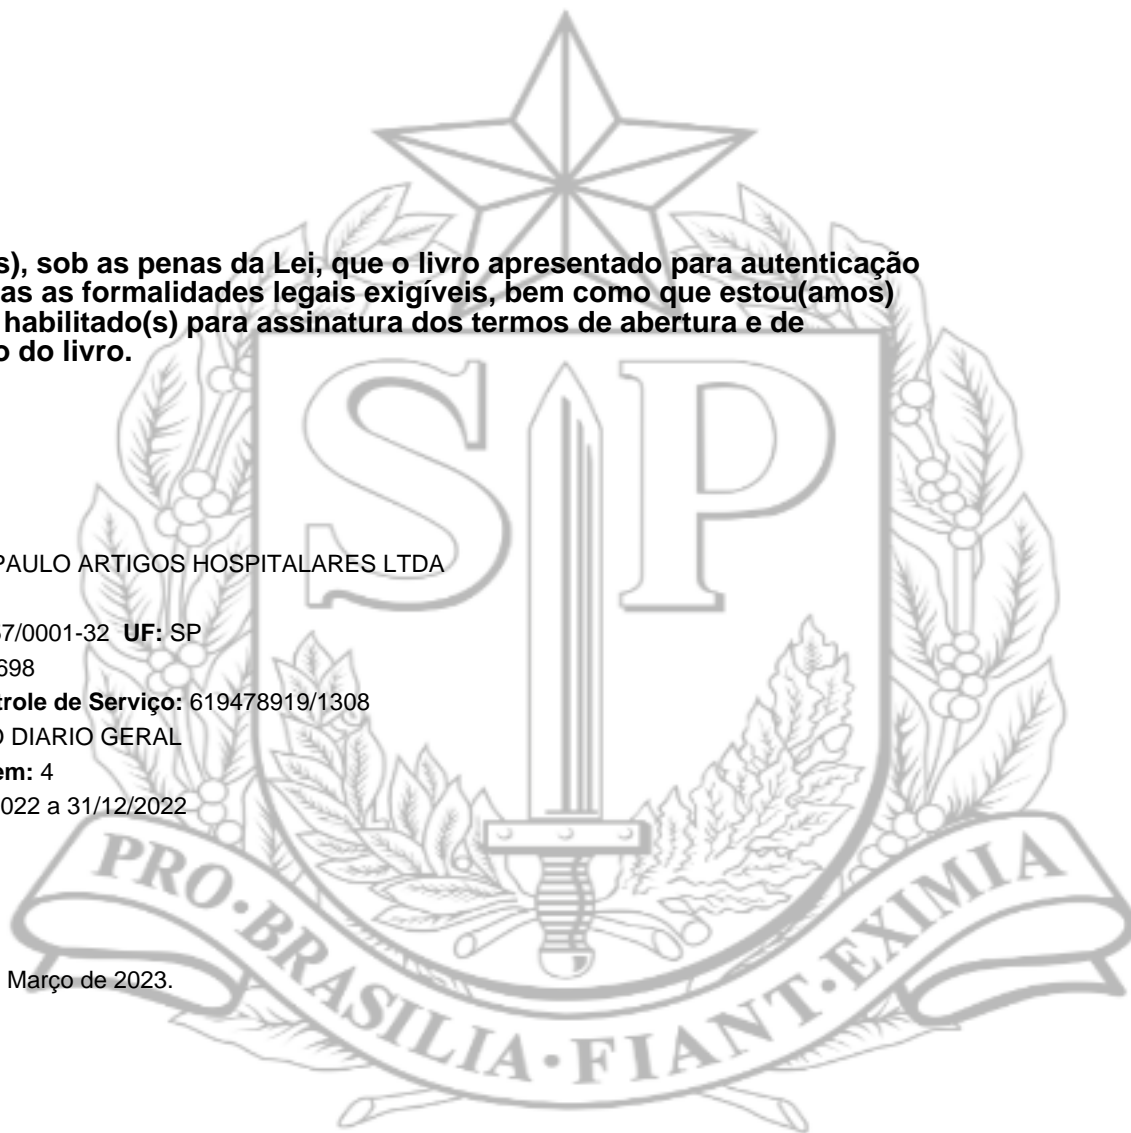 s), sob as penas da Lei, que o livro apresentado para autenticação
as as formalidades legais exigíveis, bem como que estou(amos)
habilitado(s) para assinatura dos termos de abertura e de
o do livro.
SP
PAULO ARTIGOS HOSPITALARES LTDA
7/0001-32 UF: SP
698
trole de Serviço: 619478919/1308
O DIARIO GERAL
em: 4
022 a 31/12/2022
Março de 2023.
PRO·BRASILIA·FIANT·EXIMIA